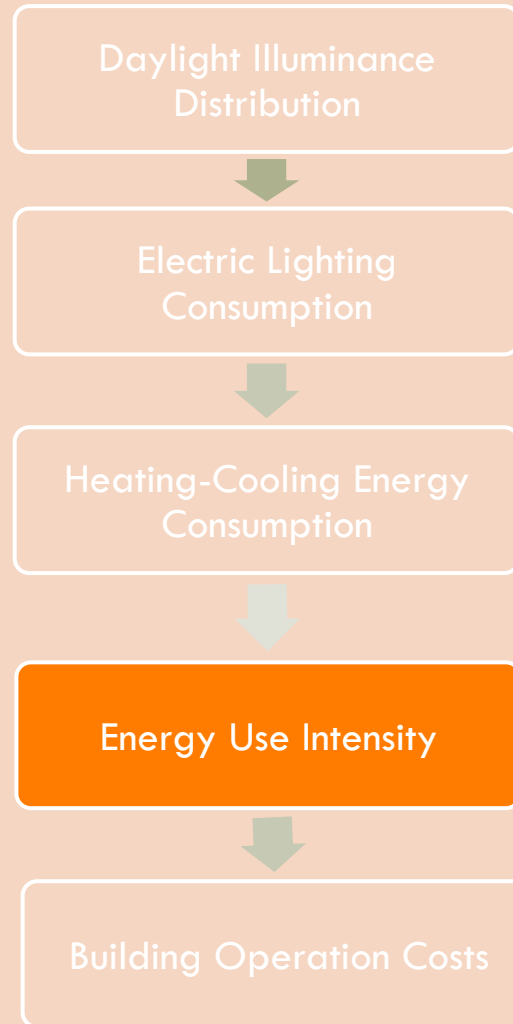 Daylight Illuminance
Distribution
Electric Lighting
Consumption
Heating-Cooling Energy
Consumption
Energy Use Intensity
Building Operation Costs